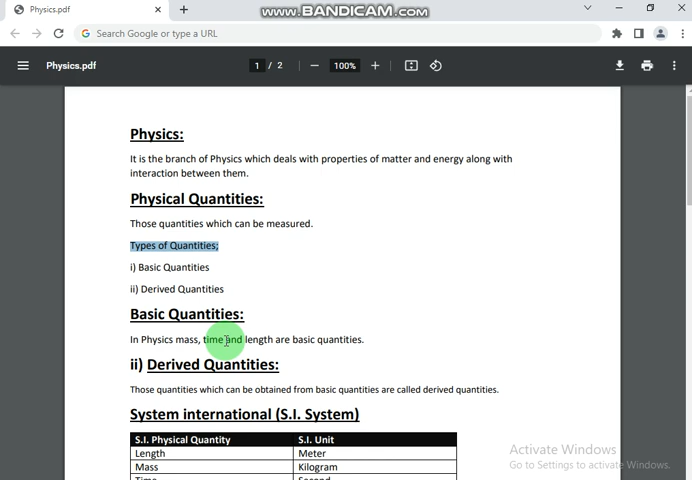 Physics.pdf
www.BANDICAM.com
Search Google or type a URL
Physics.pdf
1 / 2
100%
Physics:
It is the branch of Physics which deals with properties of matter and energy along with
interaction between them.
Physical Quantities:
Those quantities which can be measured.
Types of Quantities;
i) Basic Quantities
ii) Derived Quantities
Basic Quantities:
In Physics mass, time and length are basic quantities.
ii) Derived Quantities:
Those quantities which can be obtained from basic quantities are called derived quantities.
System international (S.I. System)
S.I. Physical Quantity S.I. Unit
Length Meter
Mass Kilogram
Time Second
Activate Windows
Go to Settings to activate Windows.